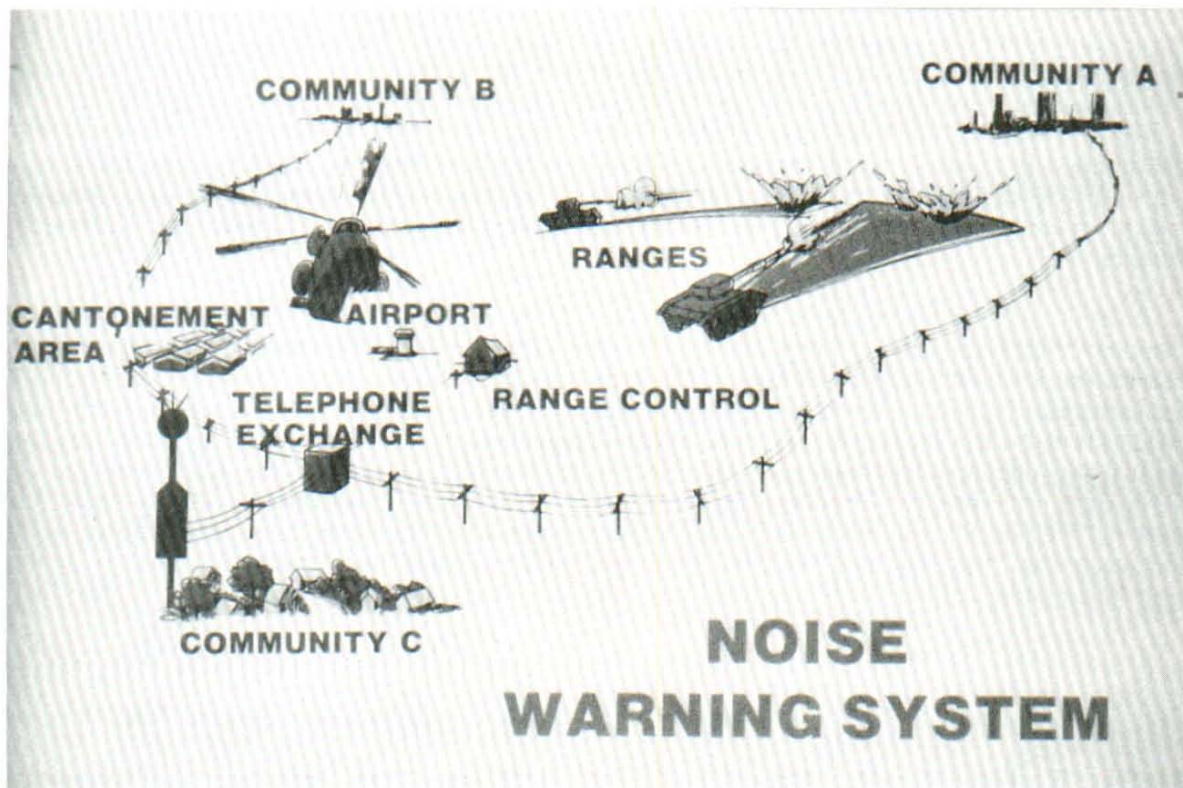 COMMUNITY B
COMMUNITY A
RANGES
CANTONEMENT
AREA
AIRPORT
RANGE CONTROL
TELEPHONE
EXCHANGE
COMMUNITY C
NOISE
WARNING SYSTEM